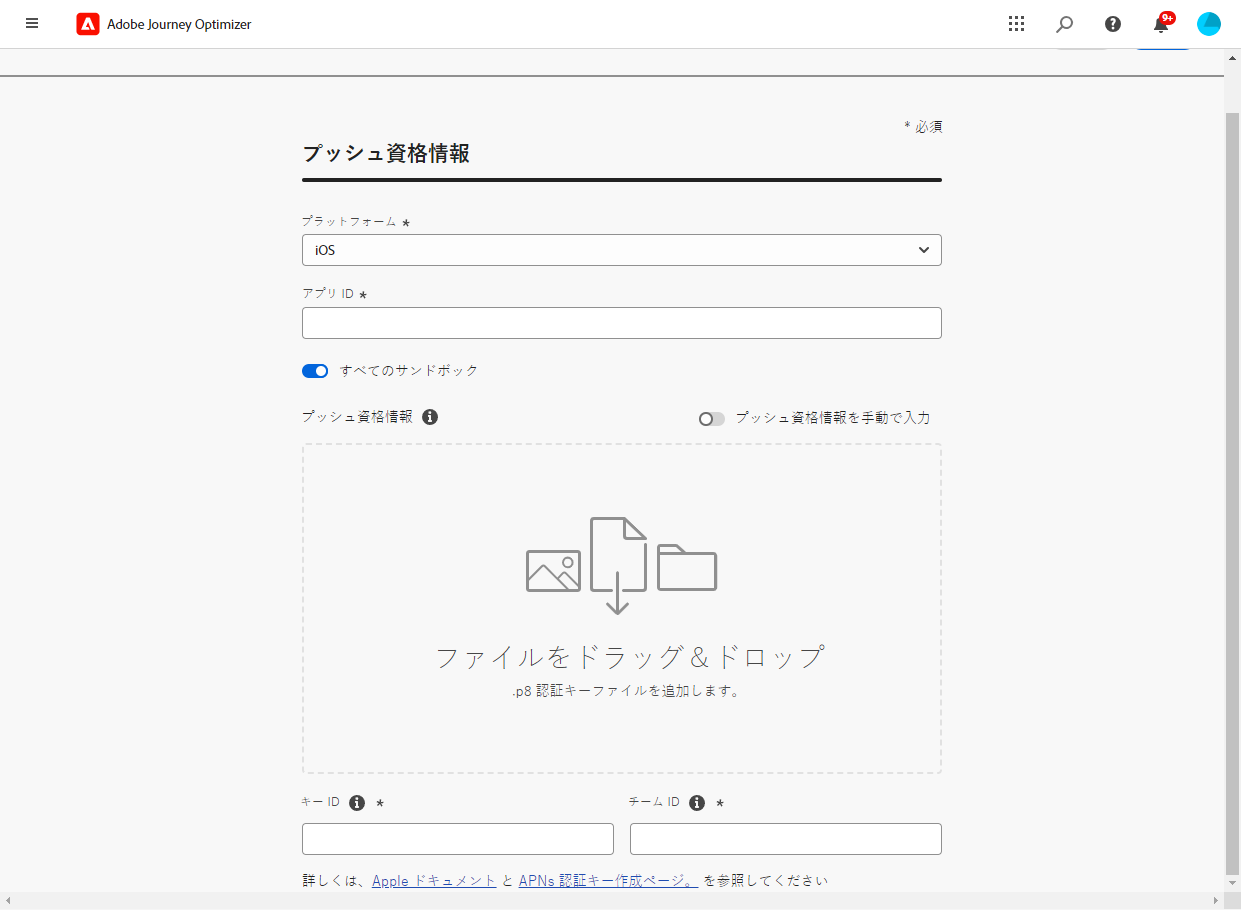 Adobe Journey Optimizer
9+
* 必須
プッシュ資格情報
プラットフォーム *
iOS
アプリ ID *
すべてのサンドボック
プッシュ資格情報
プッシュ資格情報を手動で入力
ファイルをドラッグ＆ドロップ
.p8 認証キーファイルを追加します。
キー ID *
チーム ID *
詳しくは、Apple ドキュメント と APNs 認証キー作成ページ。 を参照してください